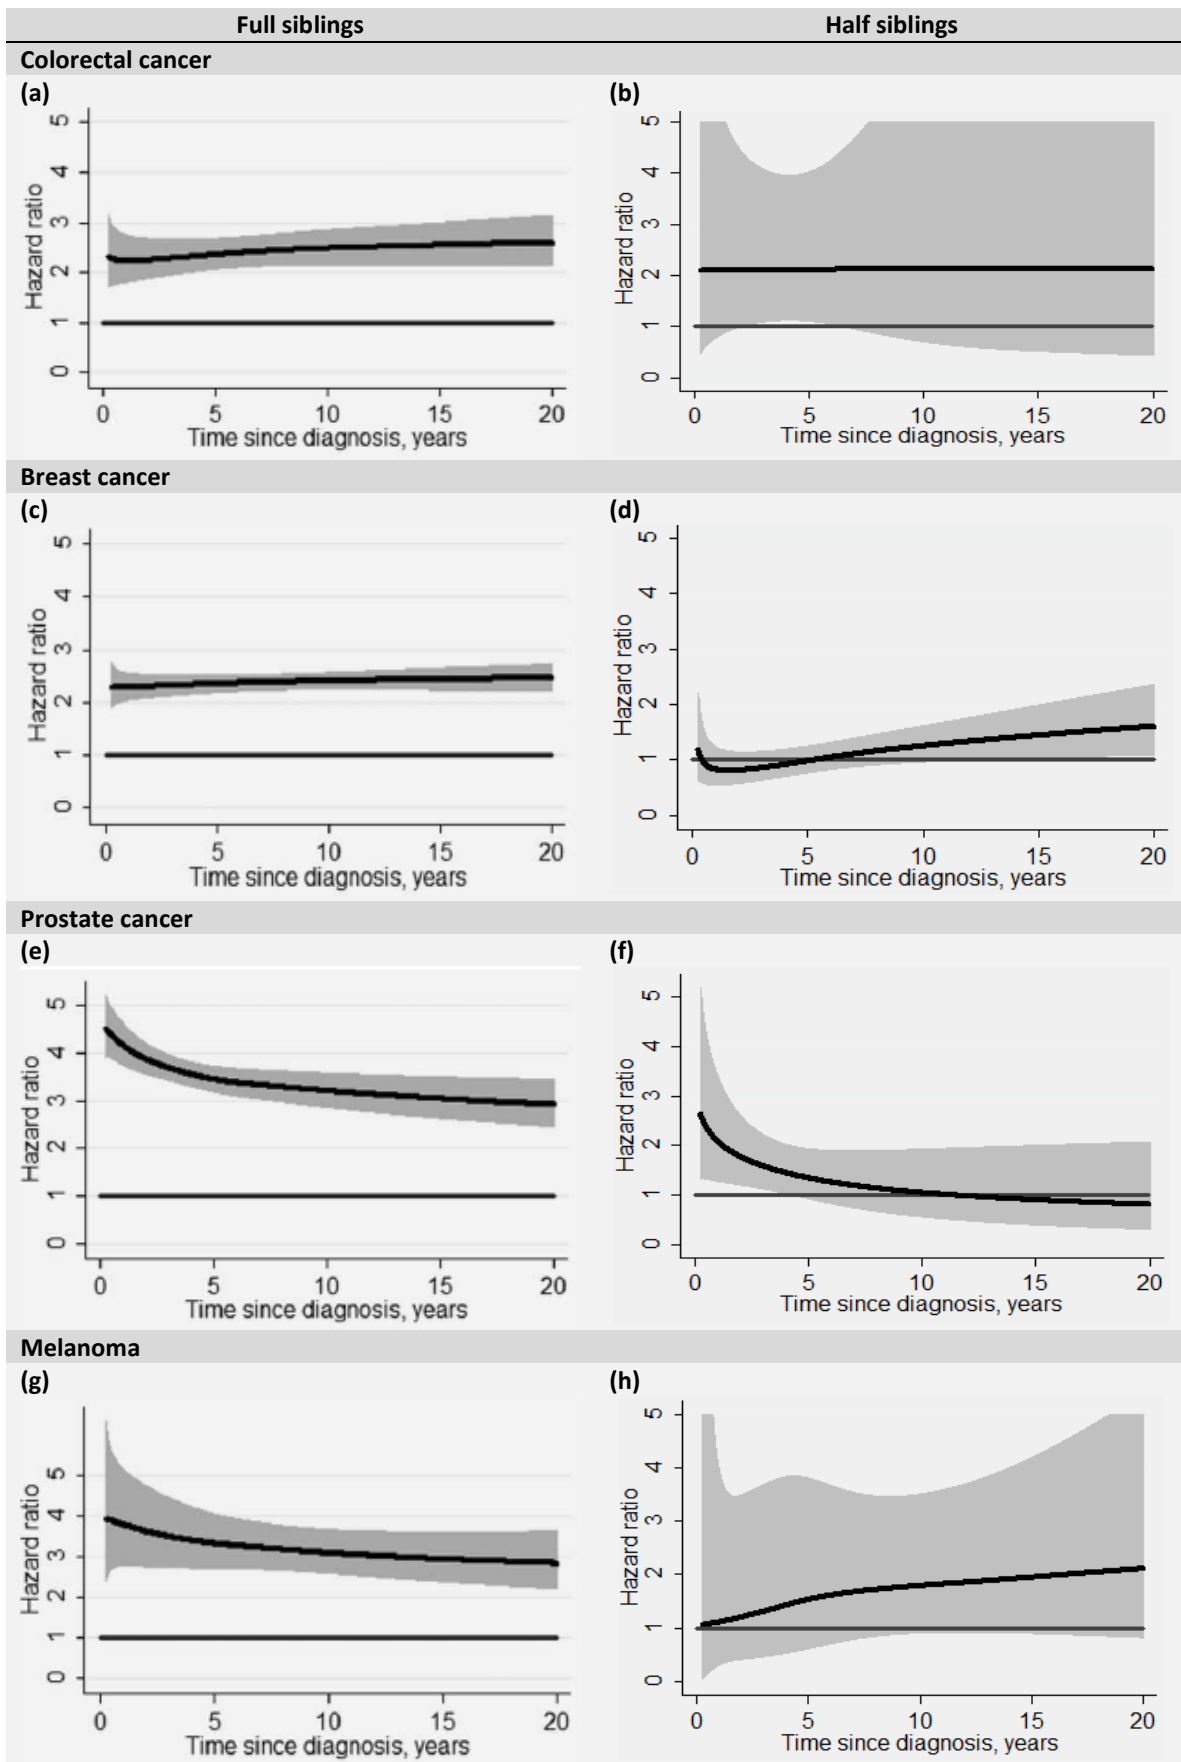 Full siblings Half siblings
Colorectal cancer
(a) (b)
5 5
4 4
3 3
2 2
1 1
0 0
Hazard ratio Hazard ratio
0 5 10 15 20 0 5 10 15 20
Time since diagnosis, years Time since diagnosis, years
Breast cancer
(c) (d)
5 5
4 4
3 3
2 2
1 1
0 0
Hazard ratio Hazard ratio
0 5 10 15 20 0 5 10 15 20
Time since diagnosis, years Time since diagnosis, years
Prostate cancer
(e) (f)
5 5
4 4
3 3
2 2
1 1
0 0
Hazard ratio Hazard ratio
0 5 10 15 20 0 5 10 15 20
Time since diagnosis, years Time since diagnosis, years
Melanoma
(g) (h)
5 5
4 4
3 3
2 2
1 1
0 0
Hazard ratio Hazard ratio
0 5 10 15 20 0 5 10 15 20
Time since diagnosis, years Time since diagnosis, years